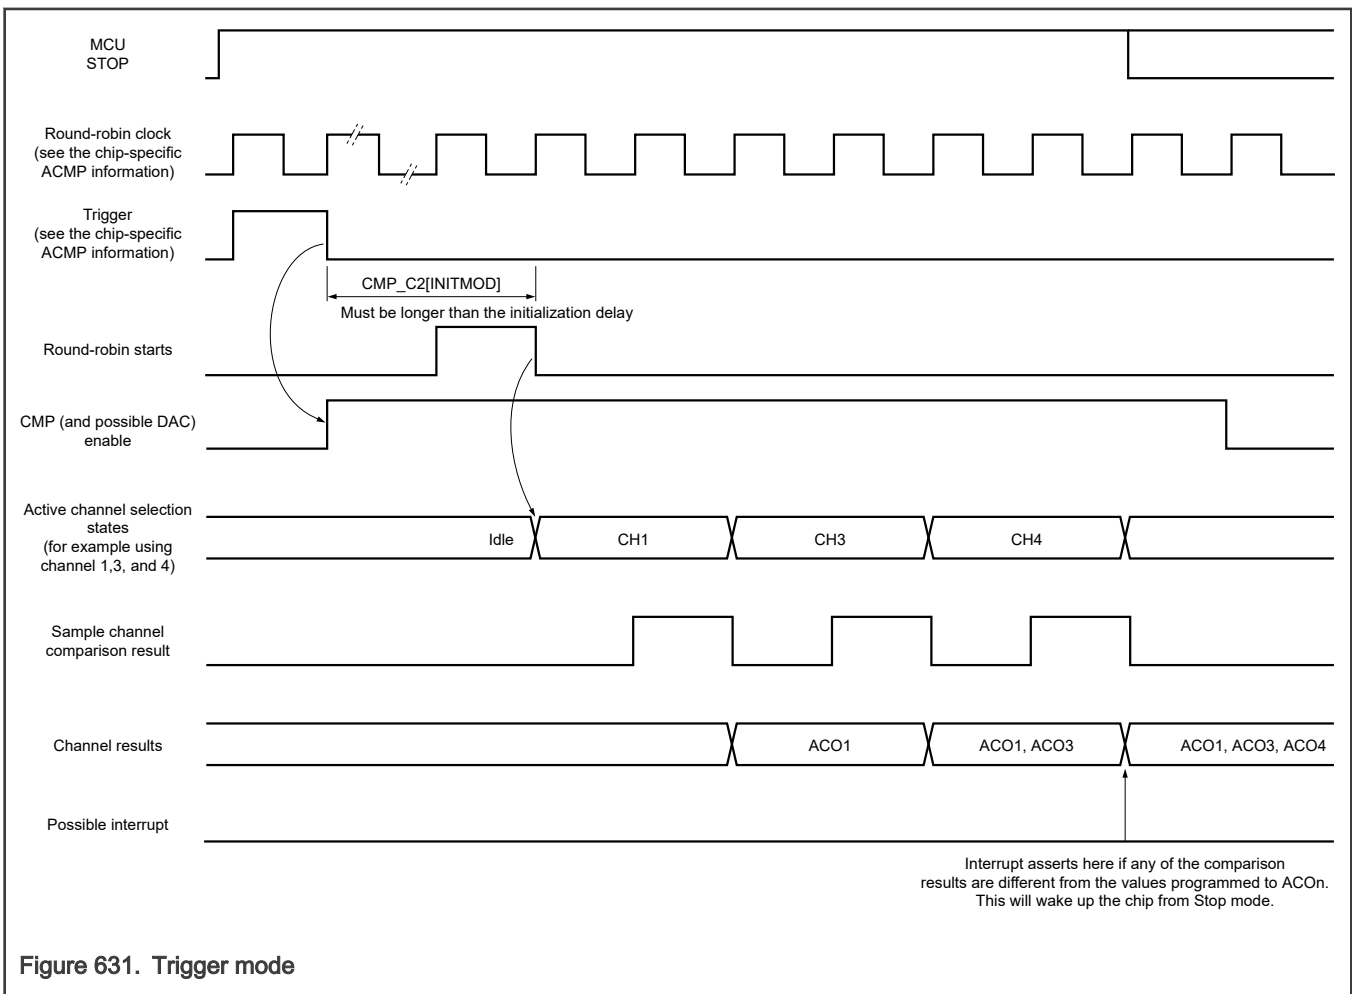 MCU
STOP
Round-robin clock
(see the chip-specific
ACMP information)
Trigger
(see the chip-specific
ACMP information)
CMP_C2[INITMOD]
Must be longer than the initialization delay
Round-robin starts
CMP (and possible DAC)
enable
Active channel selection
states
(for example using
channel 1,3, and 4)
Idle
CH1
CH3
CH4
Sample channel
comparison result
Channel results
ACO1
ACO1, ACO3
ACO1, ACO3, ACO4
Possible interrupt
Interrupt asserts here if any of the comparison
results are different from the values programmed to ACOn.
This will wake up the chip from Stop mode.
Figure 631. Trigger mode